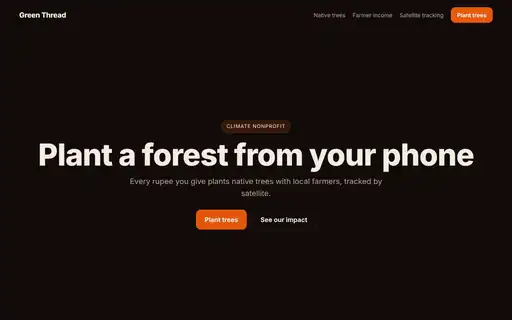 Green Thread
Native trees
Farmer income
Satellite tracking
Plant trees
CLIMATE NONPROFIT
Plant a forest from your phone
Every rupee you give plants native trees with local farmers, tracked by
satellite.
Plant trees
See our impact